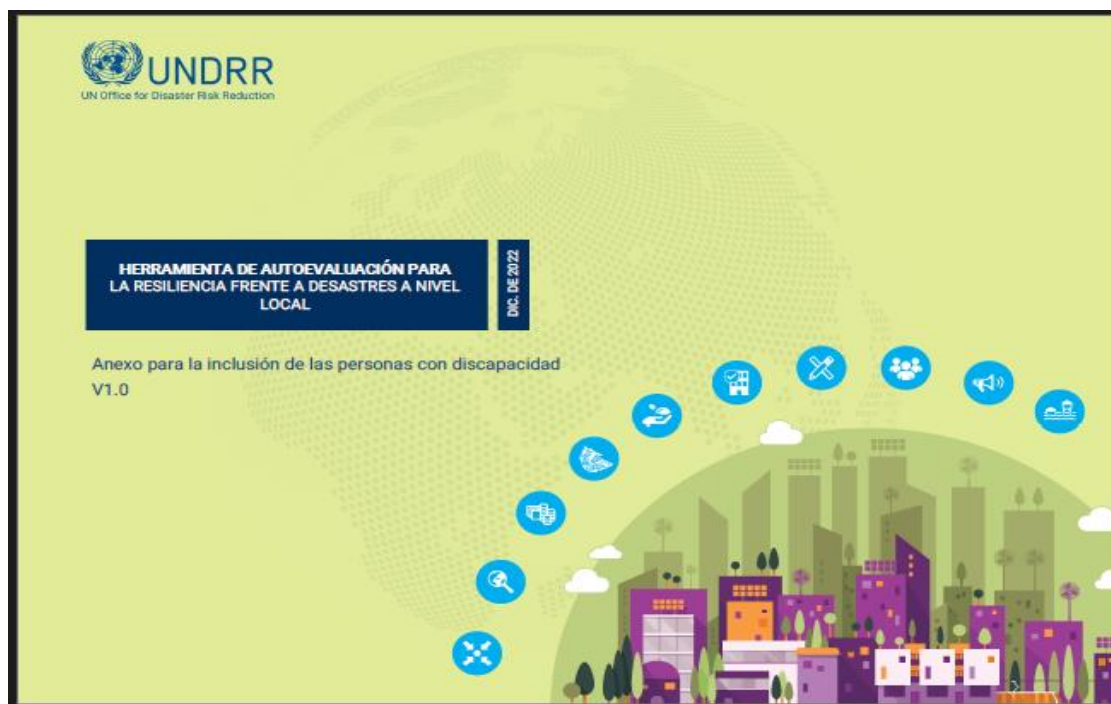 UNDRR
UN Office for Disaster Risk Reduction
HERRAMIENTA DE AUTOEVALUACIÓN PARA
LA RESILIENCIA FRENTE A DESASTRES A NIVEL
LOCAL
DIC. DE 2022
Anexo para la inclusión de las personas con discapacidad
V1.0